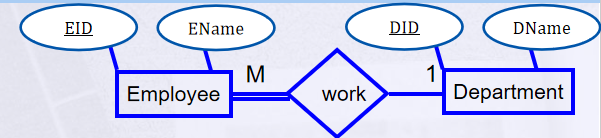 EID
EName
DID
DName
Employee
M
work
1
Department